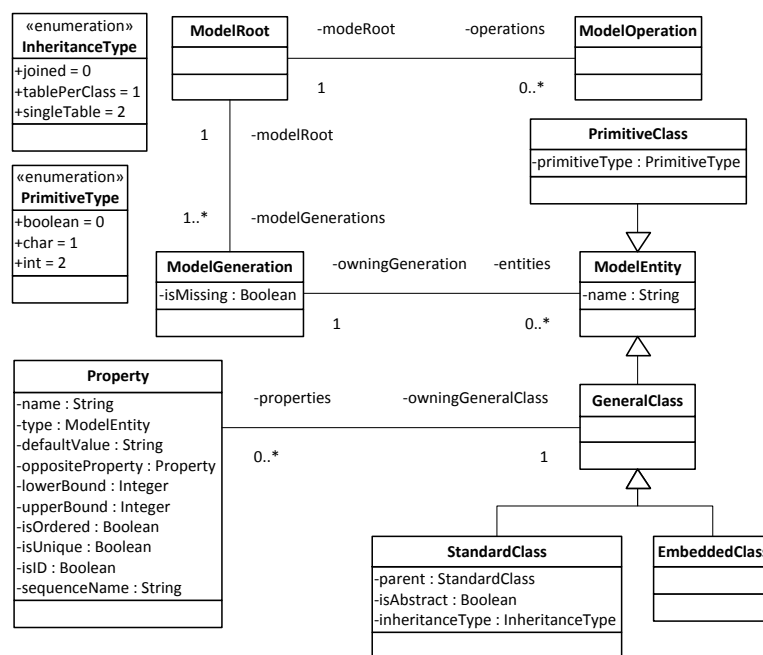 «enumeration»
InheritanceType
+joined = 0
+tablePerClass = 1
+singleTable = 2
ModelRoot
-modeRoot
-operations
1
0..*
ModelOperation
1
-modelRoot
1..*
-modelGenerations
«enumeration»
PrimitiveType
+boolean = 0
+char = 1
+int = 2
PrimitiveClass
-primitiveType : PrimitiveType
ModelGeneration
-isMissing : Boolean
-owningGeneration
-entities
1
0..*
ModelEntity
-name : String
Property
-name : String
-type : ModelEntity
-defaultValue : String
-oppositeProperty : Property
-lowerBound : Integer
-upperBound : Integer
-isOrdered : Boolean
-isUnique : Boolean
-isID : Boolean
-sequenceName : String
-properties
-owningGeneralClass
0..*
1
GeneralClass
StandardClass
-parent : StandardClass
-isAbstract : Boolean
-inheritanceType : InheritanceType
EmbeddedClass